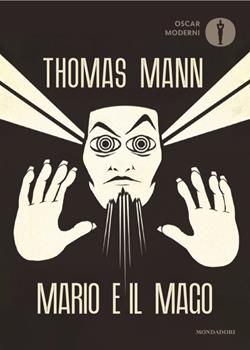 OSCAR
MODERNI
THOMAS MANN
MARIO E IL MAGO
MONDADORI